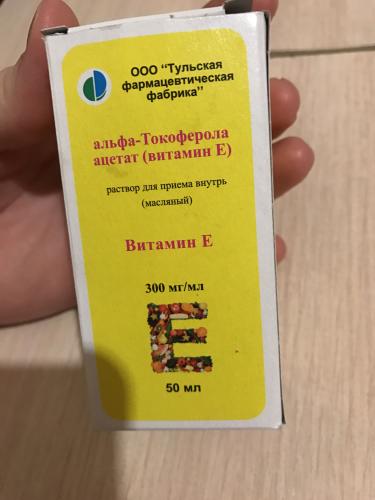 ООО "Тульская
фармацевтическая
фабрика"
альфа-Токоферола
ацетат (витамин Е)
раствор для приема внутрь
(масляный)
Витамин Е
300 мг/мл
Е
50 мл